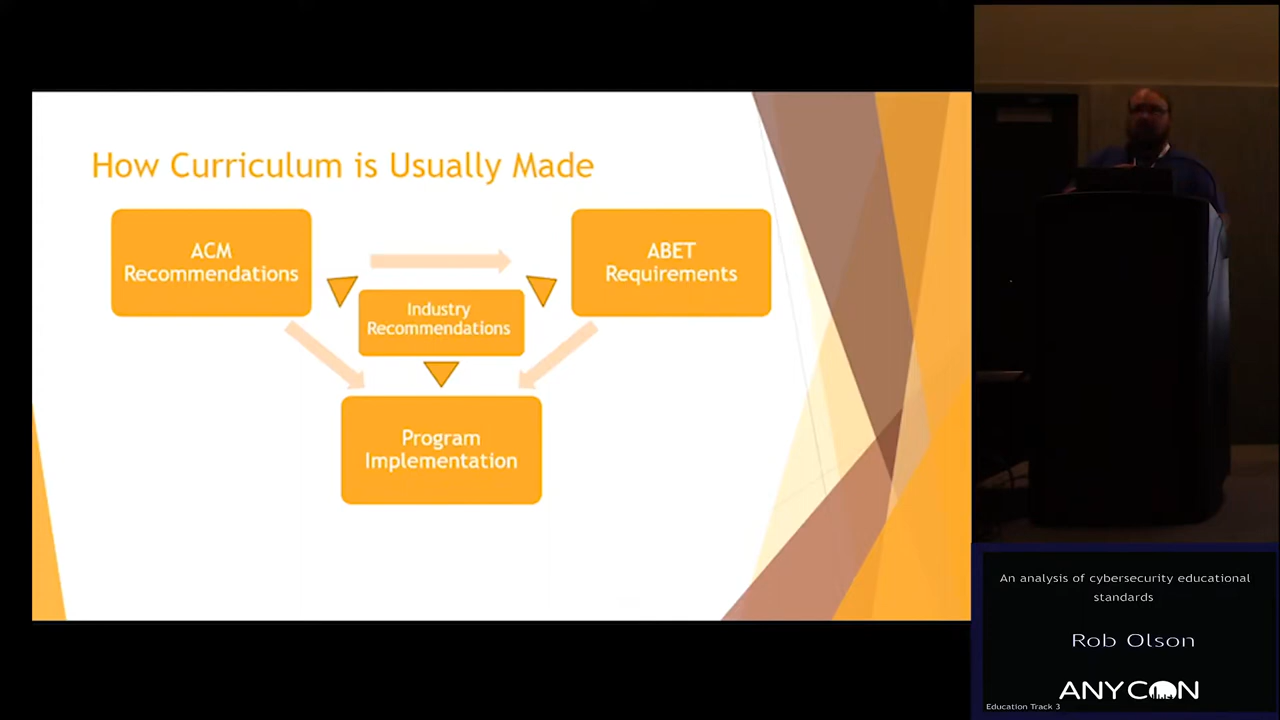 How Curriculum is Usually Made
ACM
Recommendations
ABET
Requirements
Industry
Recommendations
Program
Implementation
An analysis of cybersecurity educational
standards
Rob Olson
ANYCON
Education Track 3